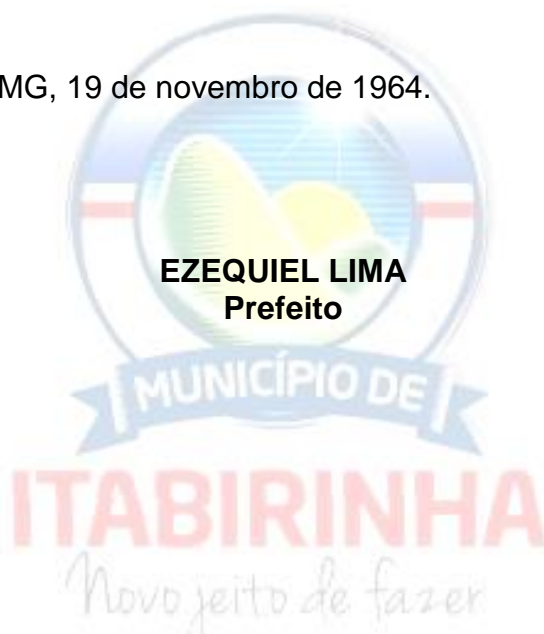 MG, 19 de novembro de 1964.
EZEQUIEL LIMA
Prefeito
MUNICÍPIO DE
ITABIRINHA
Novo jeito de fazer